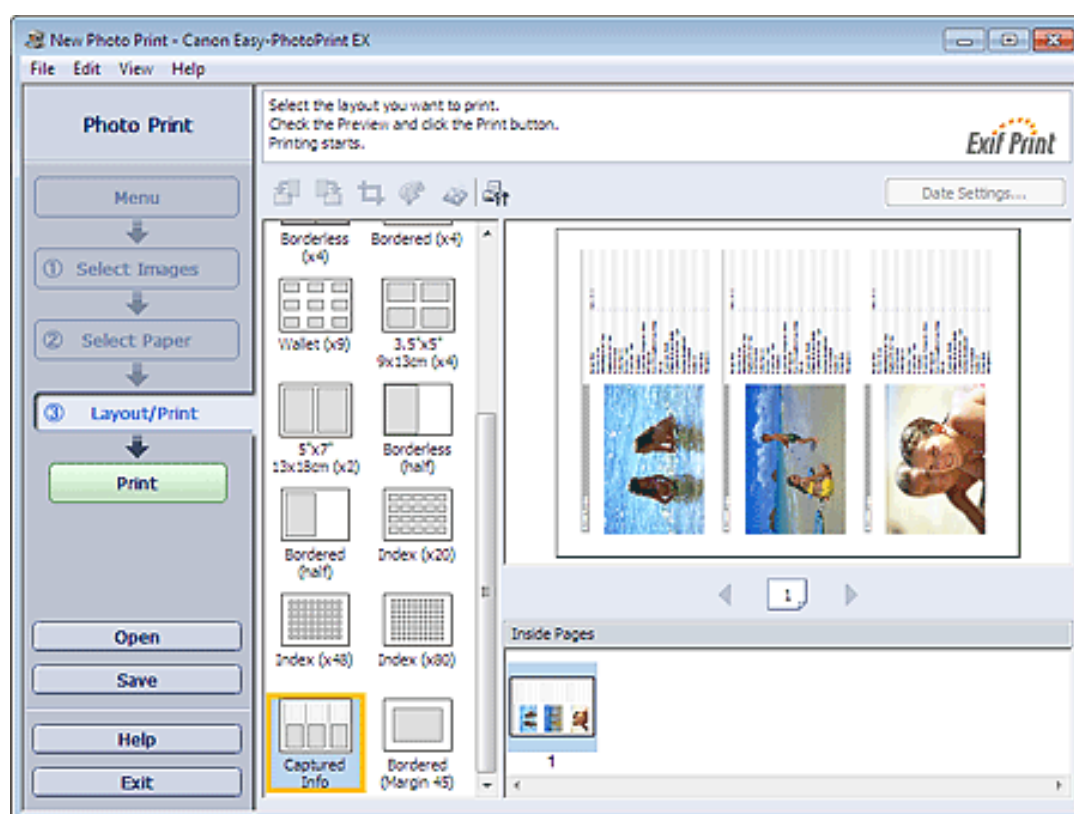 New Photo Print - Canon Easy-PhotoPrint EX
File Edit View Help
Photo Print
Select the layout you want to print.
Check the Preview and click the Print button.
Printing starts.
Exif Print
Menu
Date Settings...
① Select Images
② Select Paper
③ Layout/Print
Print
Open
Save
Help
Exit
Borderless
(x4)
Bordered (x4)
Wallet (x9)
3.5"x5"
9x13cm (x4)
5"x7"
13x18cm (x2)
Borderless
(half)
Bordered
(half)
Index (x20)
Index (x48)
Index (x80)
Captured
Info
Bordered
(Margin 45)
1
Inside Pages
1